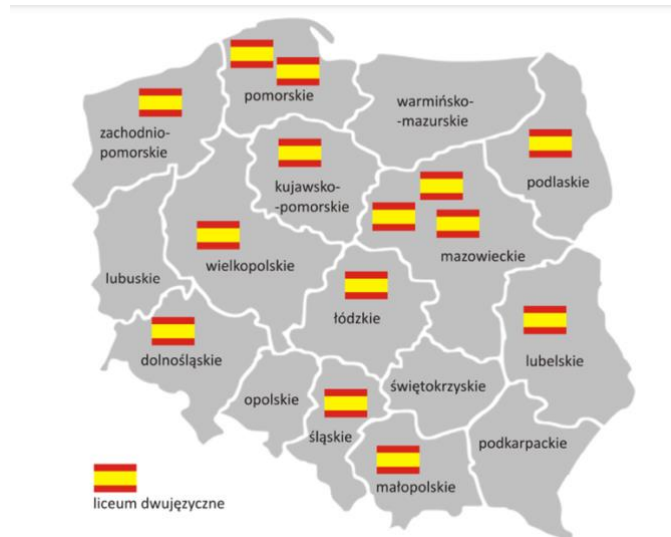 pomorskie
zachodnio-
pomorskie
warmińsko-
-mazurskie
podlaskie
kujawsko-
-pomorskie
mazowieckie
wielkopolskie
lubuskie
łódzkie
dolnośląskie
lubelskie
opolskie
świętokrzyskie
śląskie
podkarpackie
małopolskie
liceum dwujęzyczne